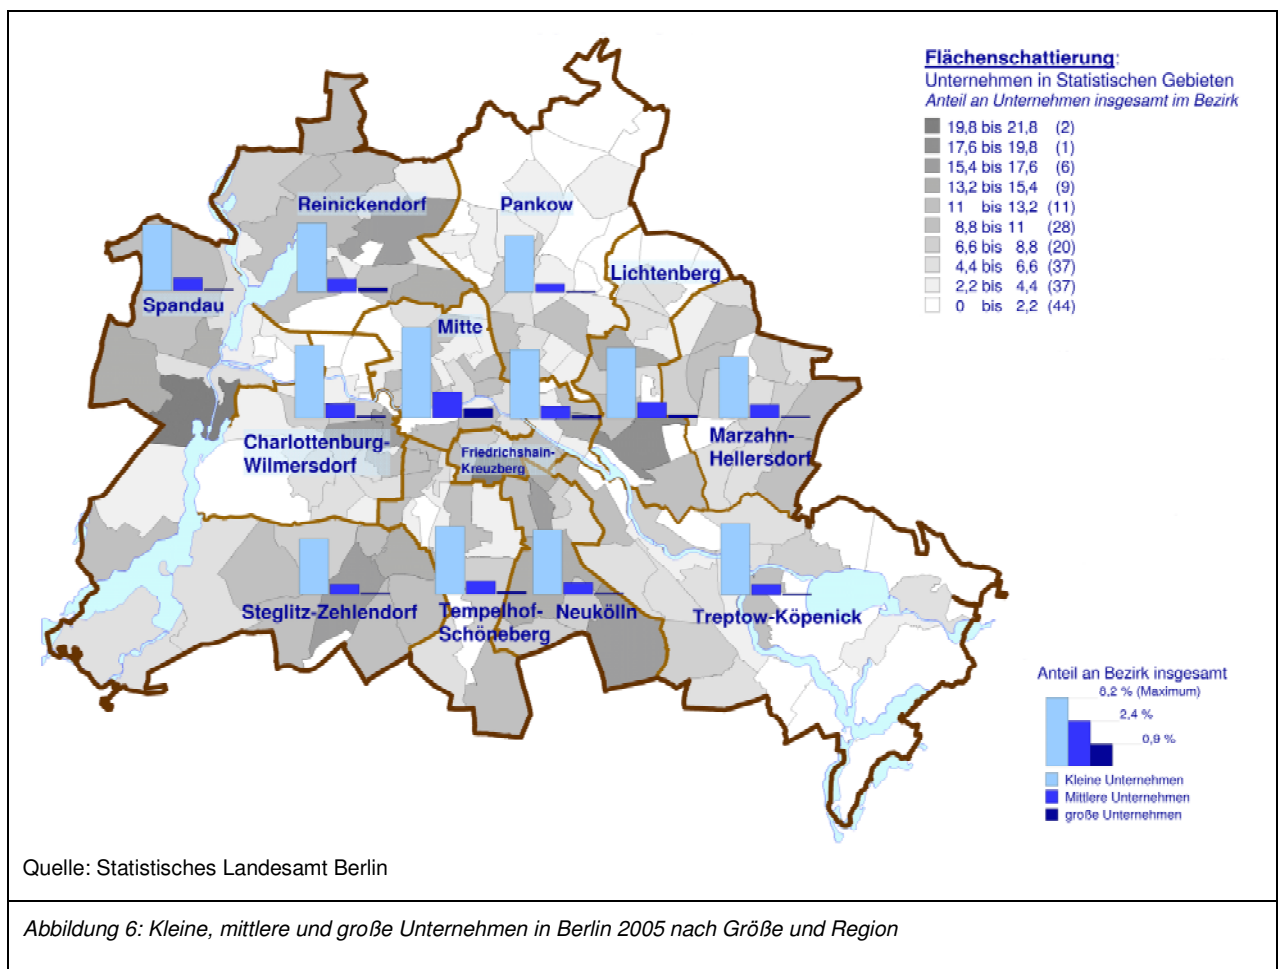 Flächenschattierung:
Unternehmen in Statistischen Gebieten
Anteil an Unternehmen insgesamt im Bezirk
19,8 bis 21,8 (2)
17,6 bis 19,8 (1)
15,4 bis 17,6 (6)
13,2 bis 15,4 (9)
11 bis 13,2 (11)
8,8 bis 11 (28)
6,6 bis 8,8 (20)
4,4 bis 6,6 (37)
2,2 bis 4,4 (37)
0 bis 2,2 (44)
Reinickendorf
Pankow
Lichtenberg
Spandau
Mitte
Charlottenburg-
Wilmersdorf
Friedrichshain-
Kreuzberg
Marzahn-
Hellersdorf
Steglitz-Zehlendorf
Tempelhof-
Schöneberg
Neukölln
Treptow-Köpenick
Anteil an Bezirk insgesamt
8,2 % (Maximum)
2,4 %
0,9 %
Kleine Unternehmen
Mittlere Unternehmen
große Unternehmen
Quelle: Statistisches Landesamt Berlin
Abbildung 6: Kleine, mittlere und große Unternehmen in Berlin 2005 nach Größe und Region